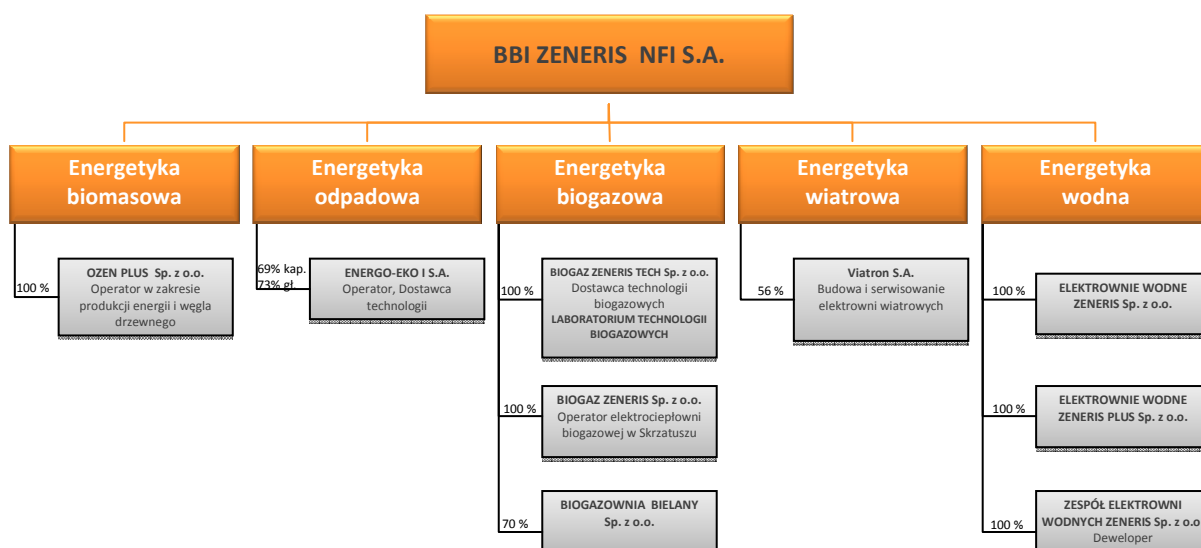 BBI ZENERIS NFI S.A.
Energetyka
biomasowa
Energetyka
odpadowa
Energetyka
biogazowa
Energetyka
wiatrowa
Energetyka
wodna
100 %
OZEN PLUS Sp. z o.o.
Operator w zakresie
produkcji energii i węgla
drzewnego
69% kap.
73% gł.
ENERGO-EKO I S.A.
Operator, Dostawca
technologii
100 %
BIOGAZ ZENERIS TECH Sp. z o.o.
Dostawca technologii
biogazowych
LABORATORIUM TECHNOLOGII
BIOGAZOWYCH
100 %
BIOGAZ ZENERIS Sp. z o.o.
Operator elektrociepłowni
biogazowej w Skrzatuszu
70 %
BIOGAZOWNIA BIELANY
Sp. z o.o.
56 %
Viatron S.A.
Budowa i serwisowanie
elektrowni wiatrowych
100 %
ELEKTROWNIE WODNE
ZENERIS Sp. z o.o.
100 %
ELEKTROWNIE WODNE
ZENERIS PLUS Sp. z o.o.
100 %
ZESPÓŁ ELEKTROWNI
WODNYCH ZENERIS Sp. z o.o
Deweloper